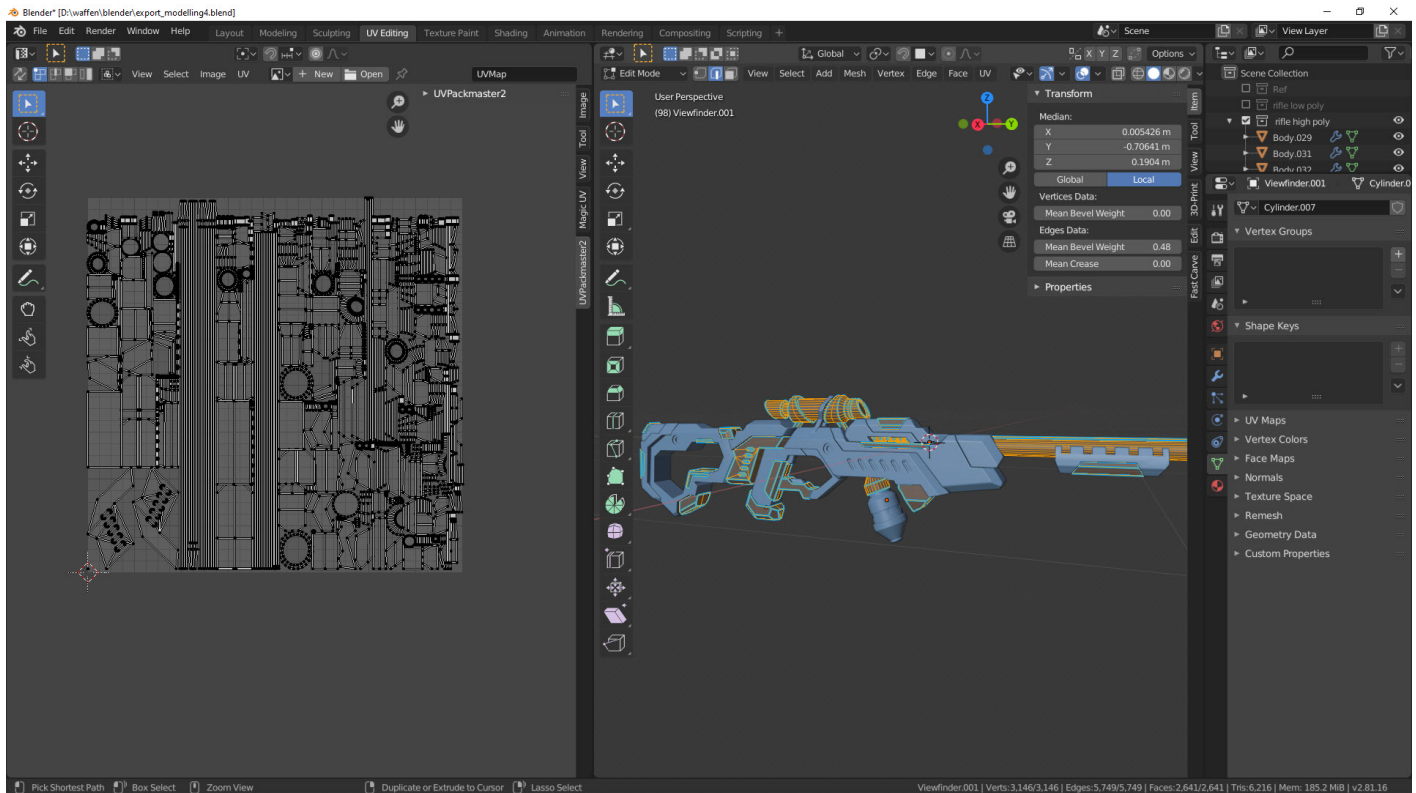 Blender* [D:\waffen\blender\export_modelling4.blend]
File Edit Render Window Help Layout Modeling Sculpting UV Editing Texture Paint Shading Animation Rendering Compositing Scripting + Scene View Layer
Global X Y Z Options
View Select Image UV + New Open UVMap Edit Mode View Select Add Mesh Vertex Edge Face UV
UVPackmaster2
Image
Tool
View
Magic UV
UVPackmaster2
User Perspective
(98) Viewfinder.001
Z
X
Y
Transform
Median:
X 0.005426 m
Y -0.70641 m
Z 0.1904 m
Global Local
Vertices Data:
Mean Bevel Weight 0.00
Edges Data:
Mean Bevel Weight 0.48
Mean Crease 0.00
Properties
Item
Tool
View
3D-Print
Edit
Fast Carve
Scene Collection
Ref
rifle low poly
rifle high poly
Body.029
Body.031
Body.032
Viewfinder.001 Cylinder.0
Cylinder.007
Vertex Groups
Shape Keys
UV Maps
Vertex Colors
Face Maps
Normals
Texture Space
Remesh
Geometry Data
Custom Properties
Pick Shortest Path Box Select Zoom View Duplicate or Extrude to Cursor Lasso Select Viewfinder.001 | Verts:3,146/3,146 | Edges:5,749/5,749 | Faces:2,641/2,641 | Tris:6,216 | Mem: 185.2 MiB | v2.81.16